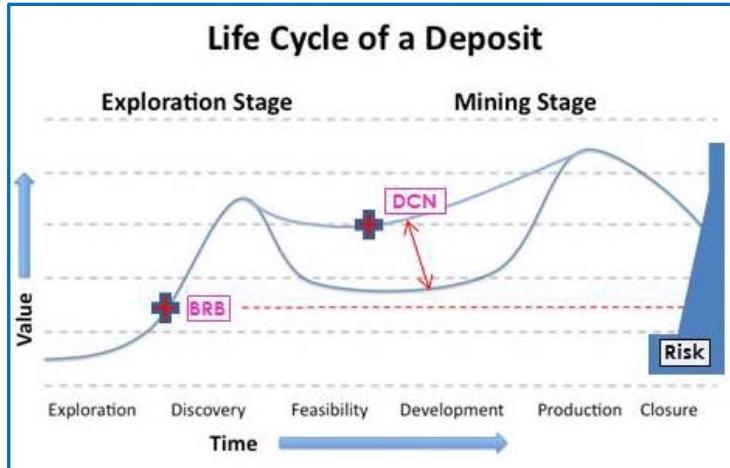 Life Cycle of a Deposit
Exploration Stage
Mining Stage
DCN
BRB
Value
Risk
Exploration
Discovery
Feasibility
Development
Production
Closure
Time